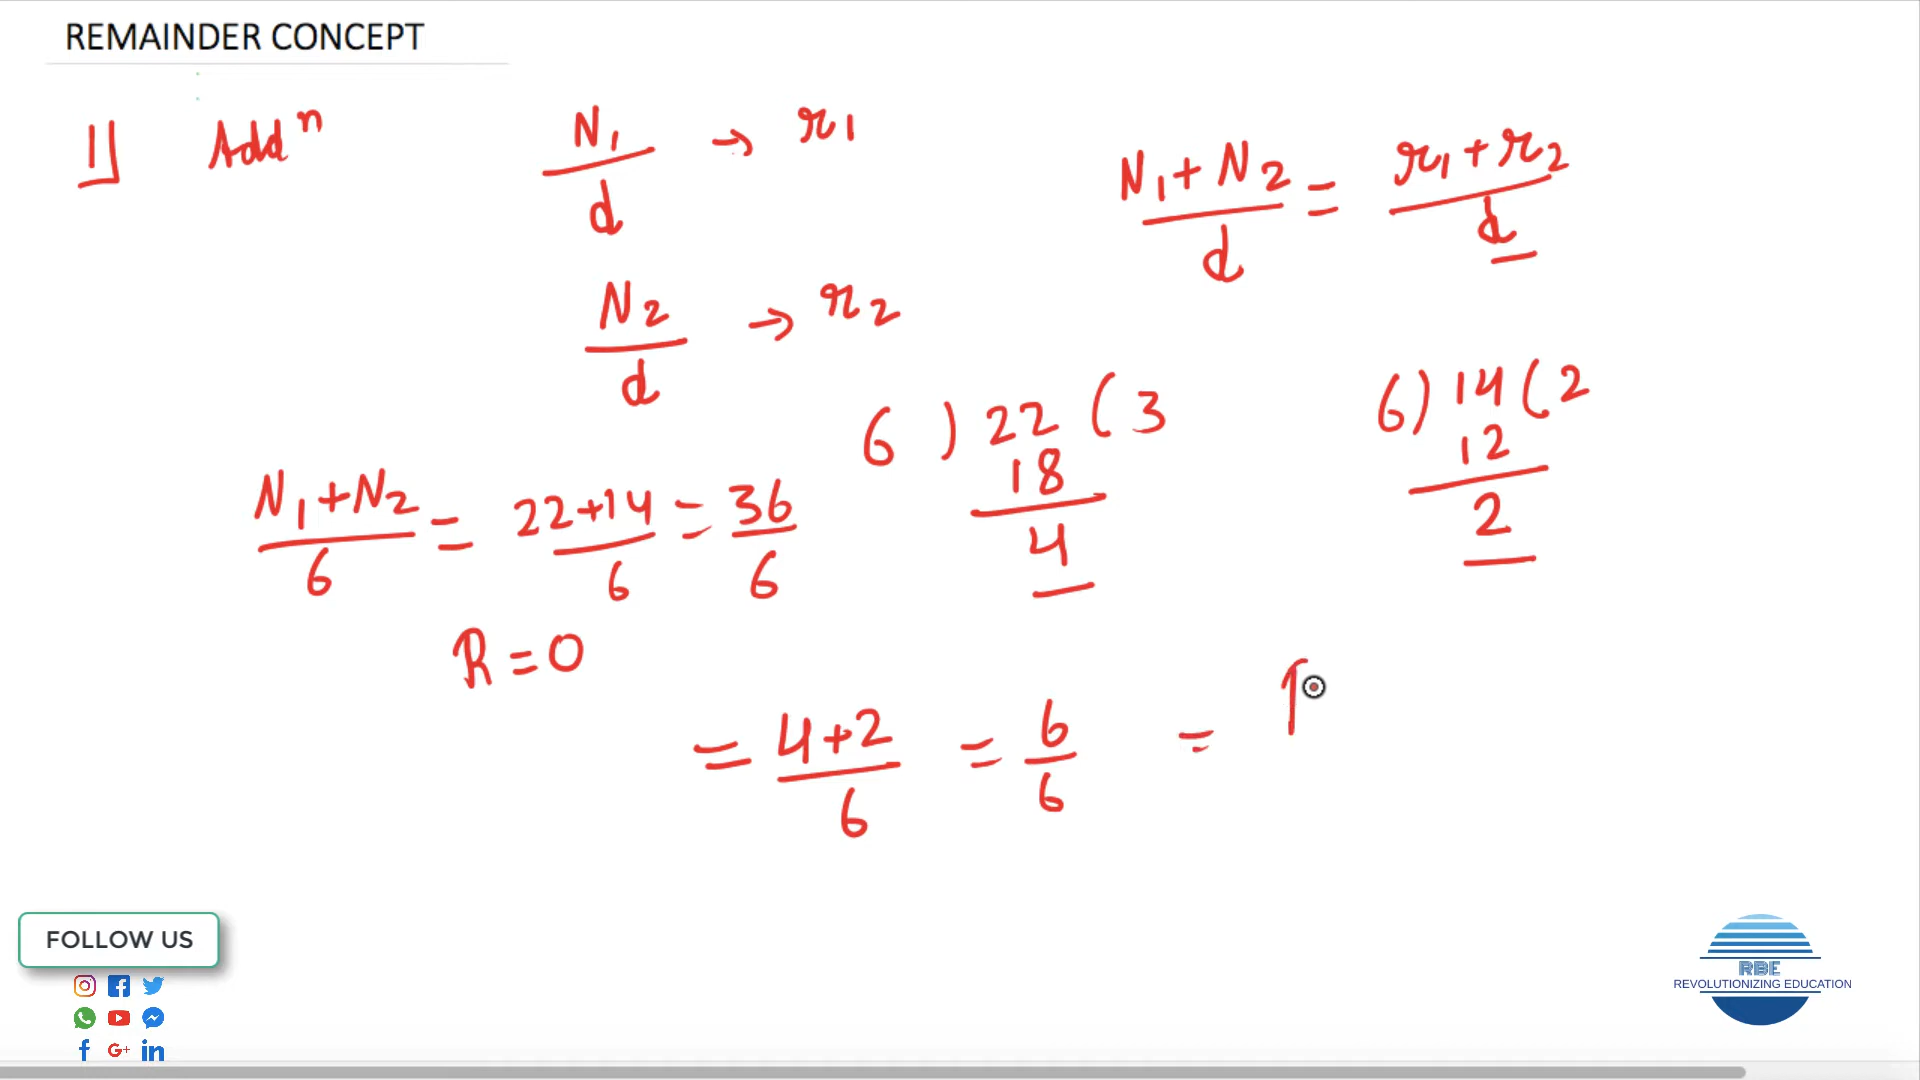 REMAINDER CONCEPT
1] Addⁿ
N₁/d → r₁
N₂/d → r₂
(N₁+N₂)/d = (r₁+r₂)/d
6 ) 22 ( 3
18
4
6 ) 14 ( 2
12
2
(N₁+N₂)/6 = (22+14)/6 = 36/6
R = 0
= (4+2)/6 = 6/6 =
FOLLOW US
RBE
REVOLUTIONIZING EDUCATION